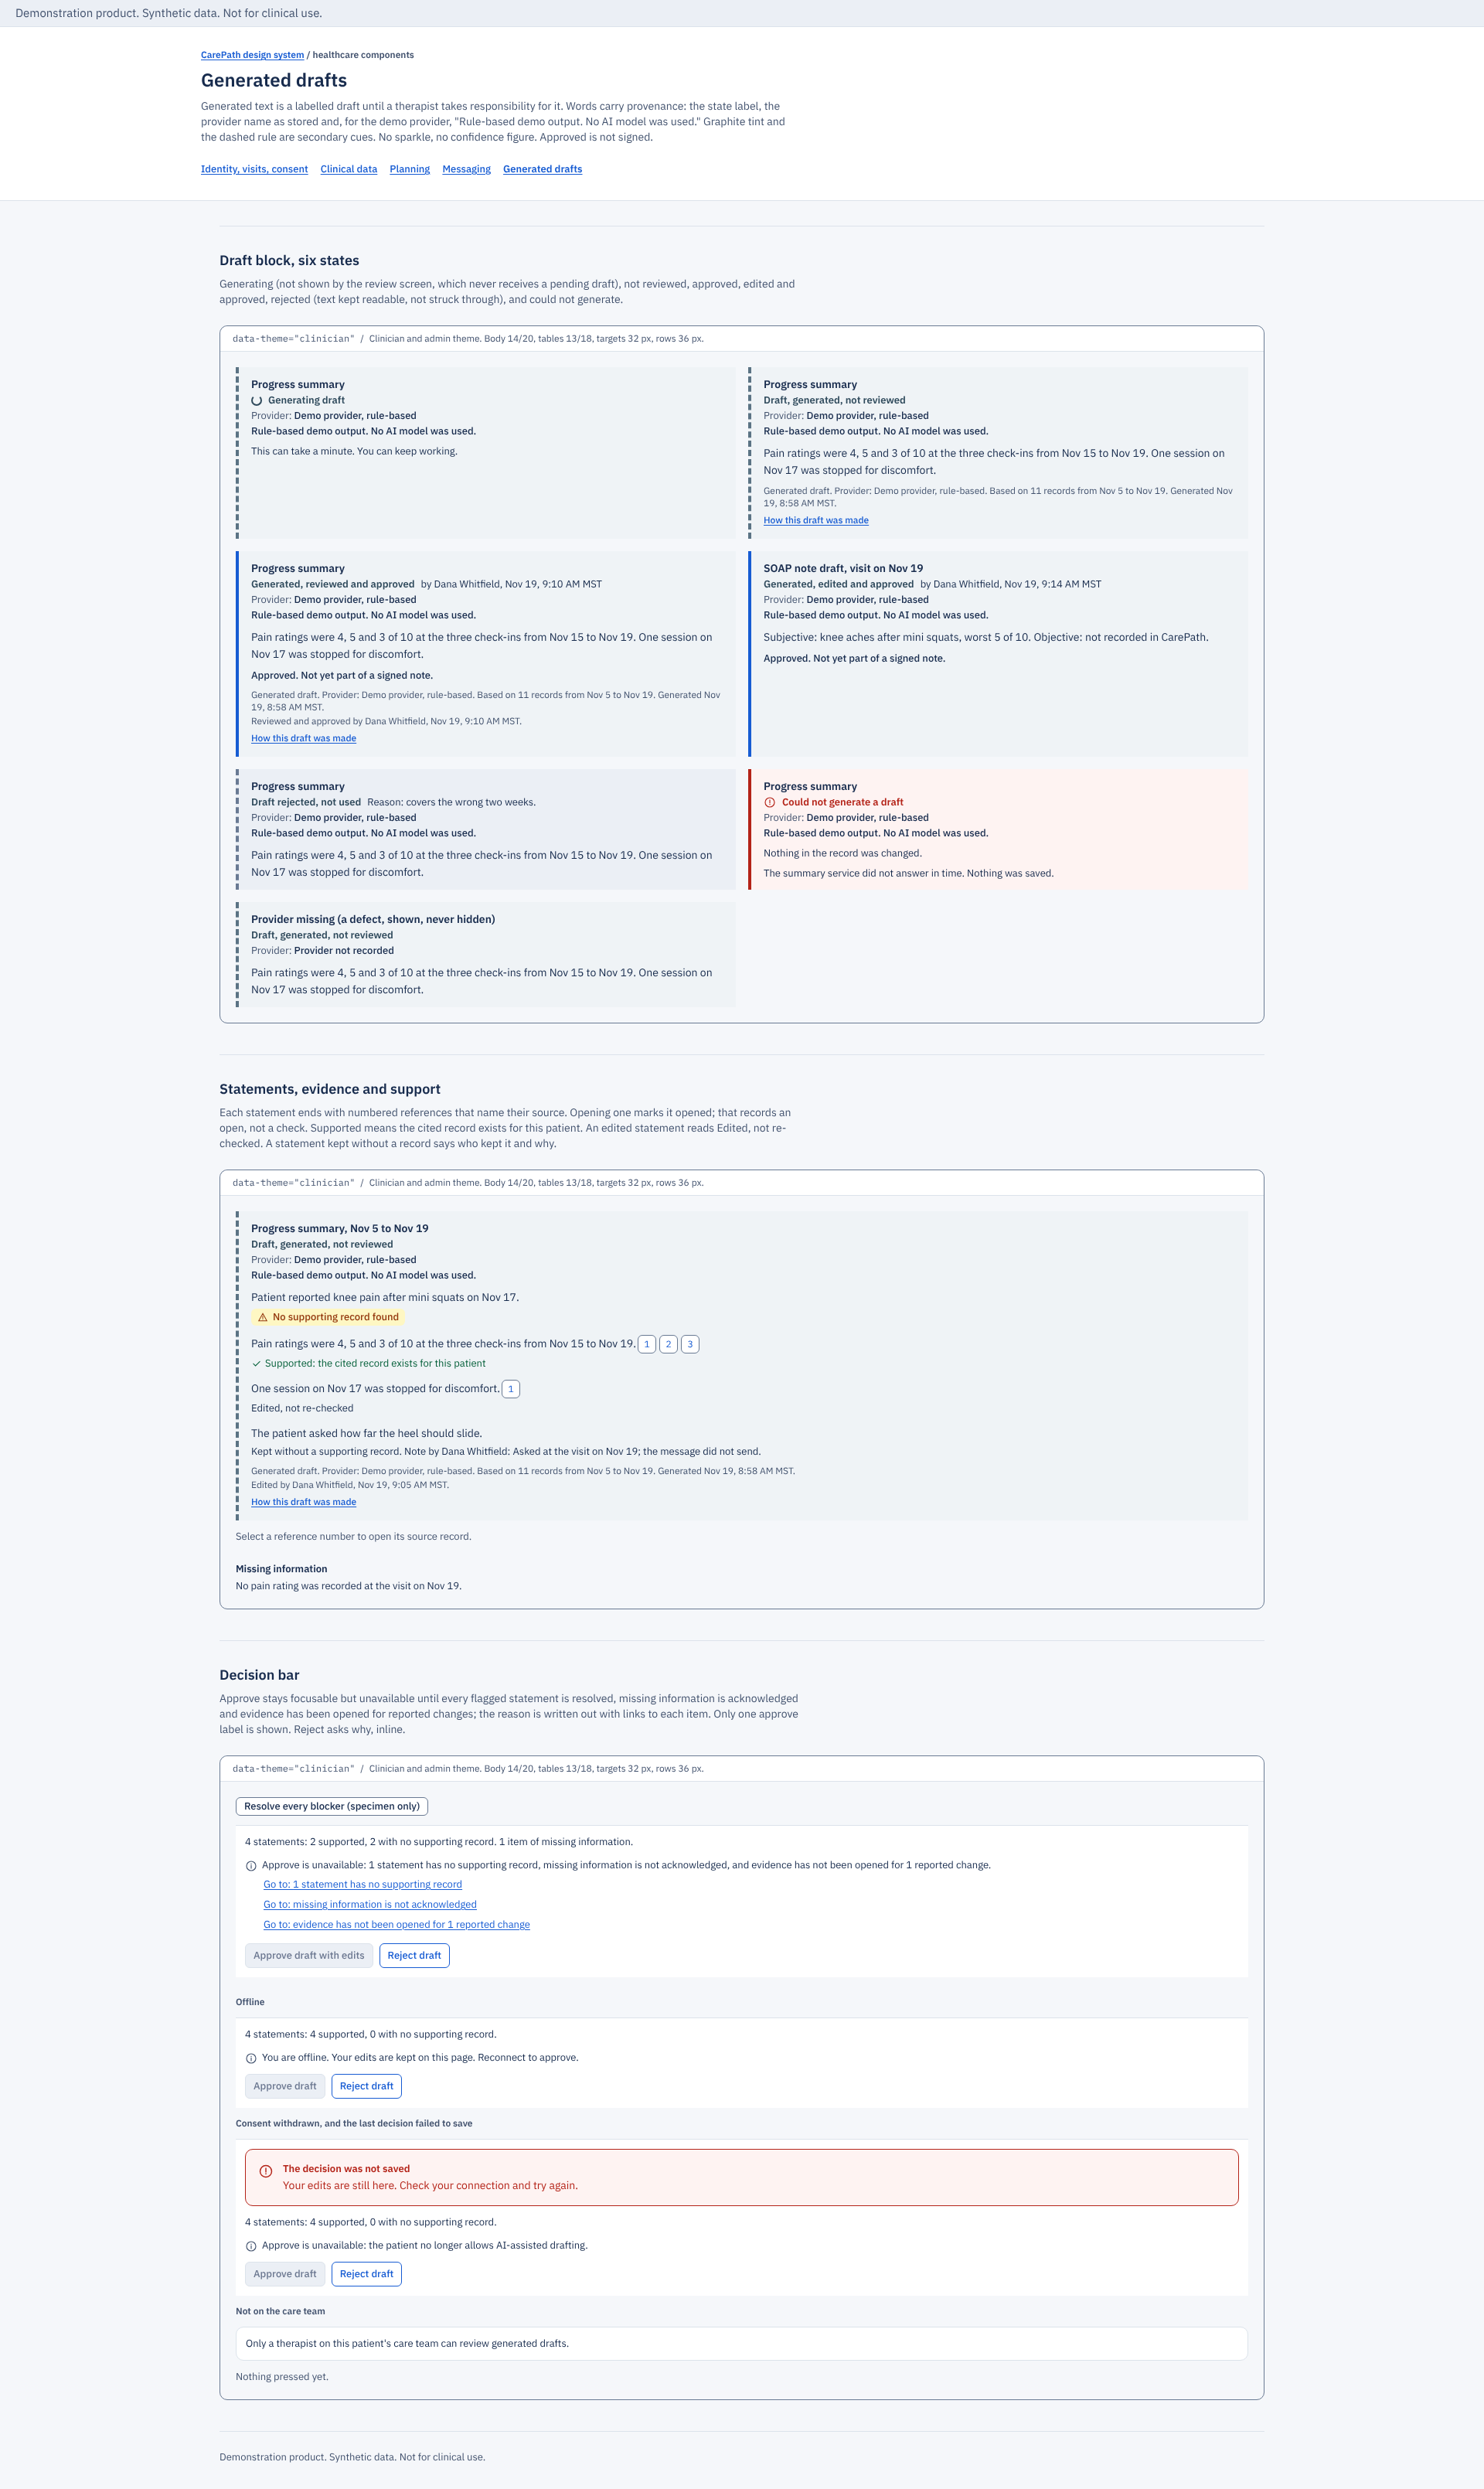 Demonstration product. Synthetic data. Not for clinical use.
CarePath design system / healthcare components
Generated drafts
Generated text is a labelled draft until a therapist takes responsibility for it. Words carry provenance: the state label, the
provider name as stored and, for the demo provider, "Rule-based demo output. No AI model was used." Graphite tint and
the dashed rule are secondary cues. No sparkle, no confidence figure. Approved is not signed.
Identity, visits, consent Clinical data Planning Messaging Generated drafts
Draft block, six states
Generating (not shown by the review screen, which never receives a pending draft), not reviewed, approved, edited and
approved, rejected (text kept readable, not struck through), and could not generate.
data-theme="clinician" / Clinician and admin theme. Body 14/20, tables 13/18, targets 32 px, rows 36 px.
Progress summary
Generating draft
Provider: Demo provider, rule-based
Rule-based demo output. No AI model was used.
This can take a minute. You can keep working.
Progress summary
Draft, generated, not reviewed
Provider: Demo provider, rule-based
Rule-based demo output. No AI model was used.
Pain ratings were 4, 5 and 3 of 10 at the three check-ins from Nov 15 to Nov 19. One session on
Nov 17 was stopped for discomfort.
Generated draft. Provider: Demo provider, rule-based. Based on 11 records from Nov 5 to Nov 19. Generated Nov
19, 8:58 AM MST.
How this draft was made
Progress summary
Generated, reviewed and approved by Dana Whitfield, Nov 19, 9:10 AM MST
Provider: Demo provider, rule-based
Rule-based demo output. No AI model was used.
Pain ratings were 4, 5 and 3 of 10 at the three check-ins from Nov 15 to Nov 19. One session on
Nov 17 was stopped for discomfort.
Approved. Not yet part of a signed note.
Generated draft. Provider: Demo provider, rule-based. Based on 11 records from Nov 5 to Nov 19. Generated Nov
19, 8:58 AM MST.
Reviewed and approved by Dana Whitfield, Nov 19, 9:10 AM MST.
How this draft was made
SOAP note draft, visit on Nov 19
Generated, edited and approved by Dana Whitfield, Nov 19, 9:14 AM MST
Provider: Demo provider, rule-based
Rule-based demo output. No AI model was used.
Subjective: knee aches after mini squats, worst 5 of 10. Objective: not recorded in CarePath.
Approved. Not yet part of a signed note.
Progress summary
Draft rejected, not used Reason: covers the wrong two weeks.
Provider: Demo provider, rule-based
Rule-based demo output. No AI model was used.
Pain ratings were 4, 5 and 3 of 10 at the three check-ins from Nov 15 to Nov 19. One session on
Nov 17 was stopped for discomfort.
Progress summary
Could not generate a draft
Provider: Demo provider, rule-based
Rule-based demo output. No AI model was used.
Nothing in the record was changed.
The summary service did not answer in time. Nothing was saved.
Provider missing (a defect, shown, never hidden)
Draft, generated, not reviewed
Provider: Provider not recorded
Pain ratings were 4, 5 and 3 of 10 at the three check-ins from Nov 15 to Nov 19. One session on
Nov 17 was stopped for discomfort.
Statements, evidence and support
Each statement ends with numbered references that name their source. Opening one marks it opened; that records an
open, not a check. Supported means the cited record exists for this patient. An edited statement reads Edited, not re-
checked. A statement kept without a record says who kept it and why.
data-theme="clinician" / Clinician and admin theme. Body 14/20, tables 13/18, targets 32 px, rows 36 px.
Progress summary, Nov 5 to Nov 19
Draft, generated, not reviewed
Provider: Demo provider, rule-based
Rule-based demo output. No AI model was used.
Patient reported knee pain after mini squats on Nov 17.
No supporting record found
Pain ratings were 4, 5 and 3 of 10 at the three check-ins from Nov 15 to Nov 19. 1 2 3
Supported: the cited record exists for this patient
One session on Nov 17 was stopped for discomfort. 1
Edited, not re-checked
The patient asked how far the heel should slide.
Kept without a supporting record. Note by Dana Whitfield: Asked at the visit on Nov 19; the message did not send.
Generated draft. Provider: Demo provider, rule-based. Based on 11 records from Nov 5 to Nov 19. Generated Nov 19, 8:58 AM MST.
Edited by Dana Whitfield, Nov 19, 9:05 AM MST.
How this draft was made
Select a reference number to open its source record.
Missing information
No pain rating was recorded at the visit on Nov 19.
Decision bar
Approve stays focusable but unavailable until every flagged statement is resolved, missing information is acknowledged
and evidence has been opened for reported changes; the reason is written out with links to each item. Only one approve
label is shown. Reject asks why, inline.
data-theme="clinician" / Clinician and admin theme. Body 14/20, tables 13/18, targets 32 px, rows 36 px.
Resolve every blocker (specimen only)
4 statements: 2 supported, 2 with no supporting record. 1 item of missing information.
Approve is unavailable: 1 statement has no supporting record, missing information is not acknowledged, and evidence has not been opened for 1 reported change.
Go to: 1 statement has no supporting record
Go to: missing information is not acknowledged
Go to: evidence has not been opened for 1 reported change
Approve draft with edits Reject draft
Offline
4 statements: 4 supported, 0 with no supporting record.
You are offline. Your edits are kept on this page. Reconnect to approve.
Approve draft Reject draft
Consent withdrawn, and the last decision failed to save
The decision was not saved
Your edits are still here. Check your connection and try again.
4 statements: 4 supported, 0 with no supporting record.
Approve is unavailable: the patient no longer allows AI-assisted drafting.
Approve draft Reject draft
Not on the care team
Only a therapist on this patient's care team can review generated drafts.
Nothing pressed yet.
Demonstration product. Synthetic data. Not for clinical use.